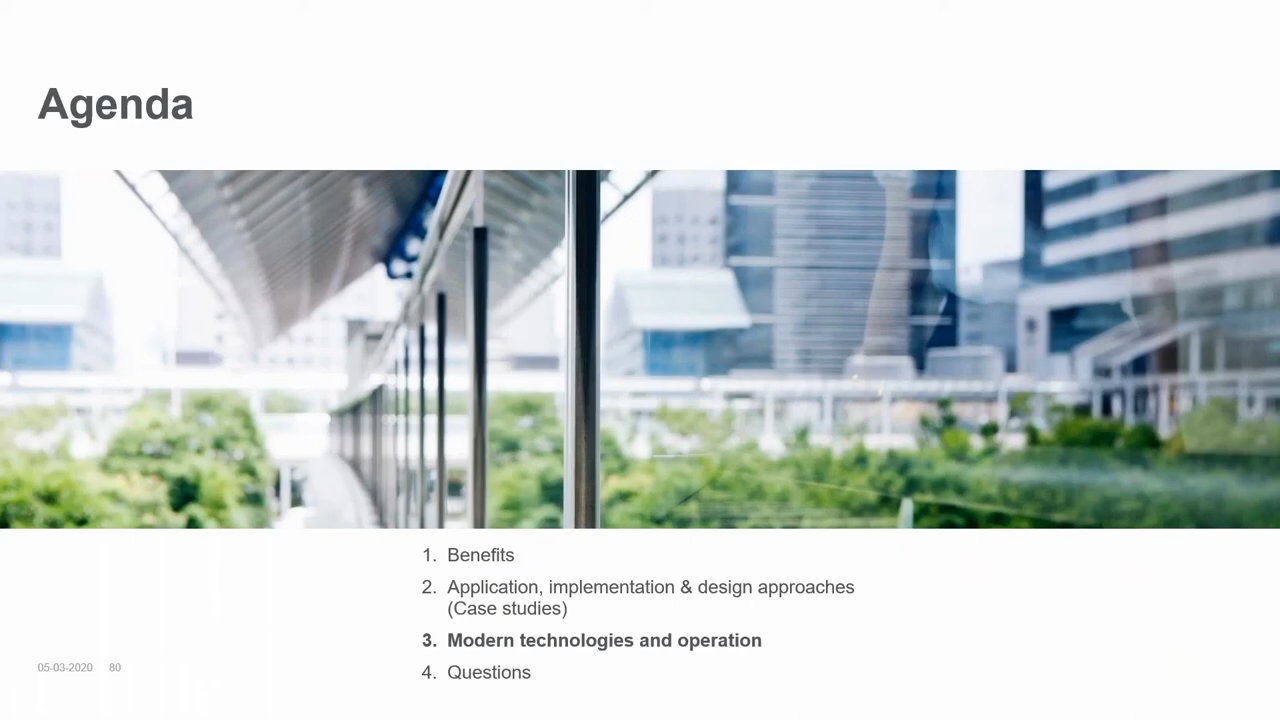 Agenda
1. Benefits
2. Application, implementation & design approaches
(Case studies)
3. Modern technologies and operation
4. Questions
05-03-2020 80